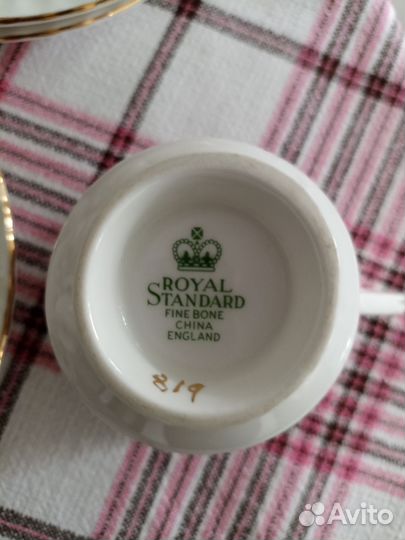 ROYAL
STANDARD
FINE BONE
CHINA
ENGLAND
819
Avito